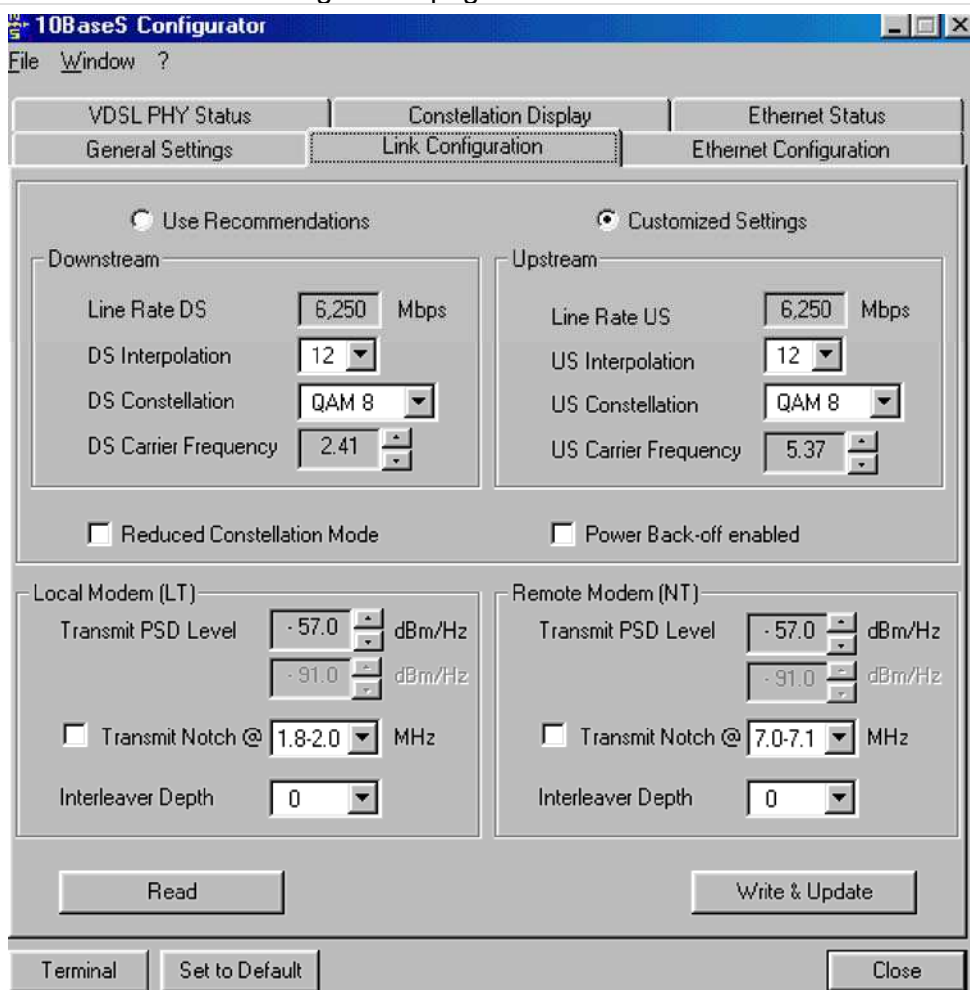 10BaseS Configurator
File Window ?
VDSL PHY Status Constellation Display Ethernet Status
General Settings Link Configuration Ethernet Configuration
Use Recommendations Customized Settings
Downstream Upstream
Line Rate DS 6,250 Mbps Line Rate US 6,250 Mbps
DS Interpolation 12 US Interpolation 12
DS Constellation QAM 8 US Constellation QAM 8
DS Carrier Frequency 2.41 US Carrier Frequency 5.37
Reduced Constellation Mode Power Back-off enabled
Local Modem (LT) Remote Modem (NT)
Transmit PSD Level - 57.0 dBm/Hz Transmit PSD Level - 57.0 dBm/Hz
- 91.0 dBm/Hz - 91.0 dBm/Hz
Transmit Notch @ 1.8-2.0 MHz Transmit Notch @ 7.0-7.1 MHz
Interleaver Depth 0 Interleaver Depth 0
Read Write & Update
Terminal Set to Default Close